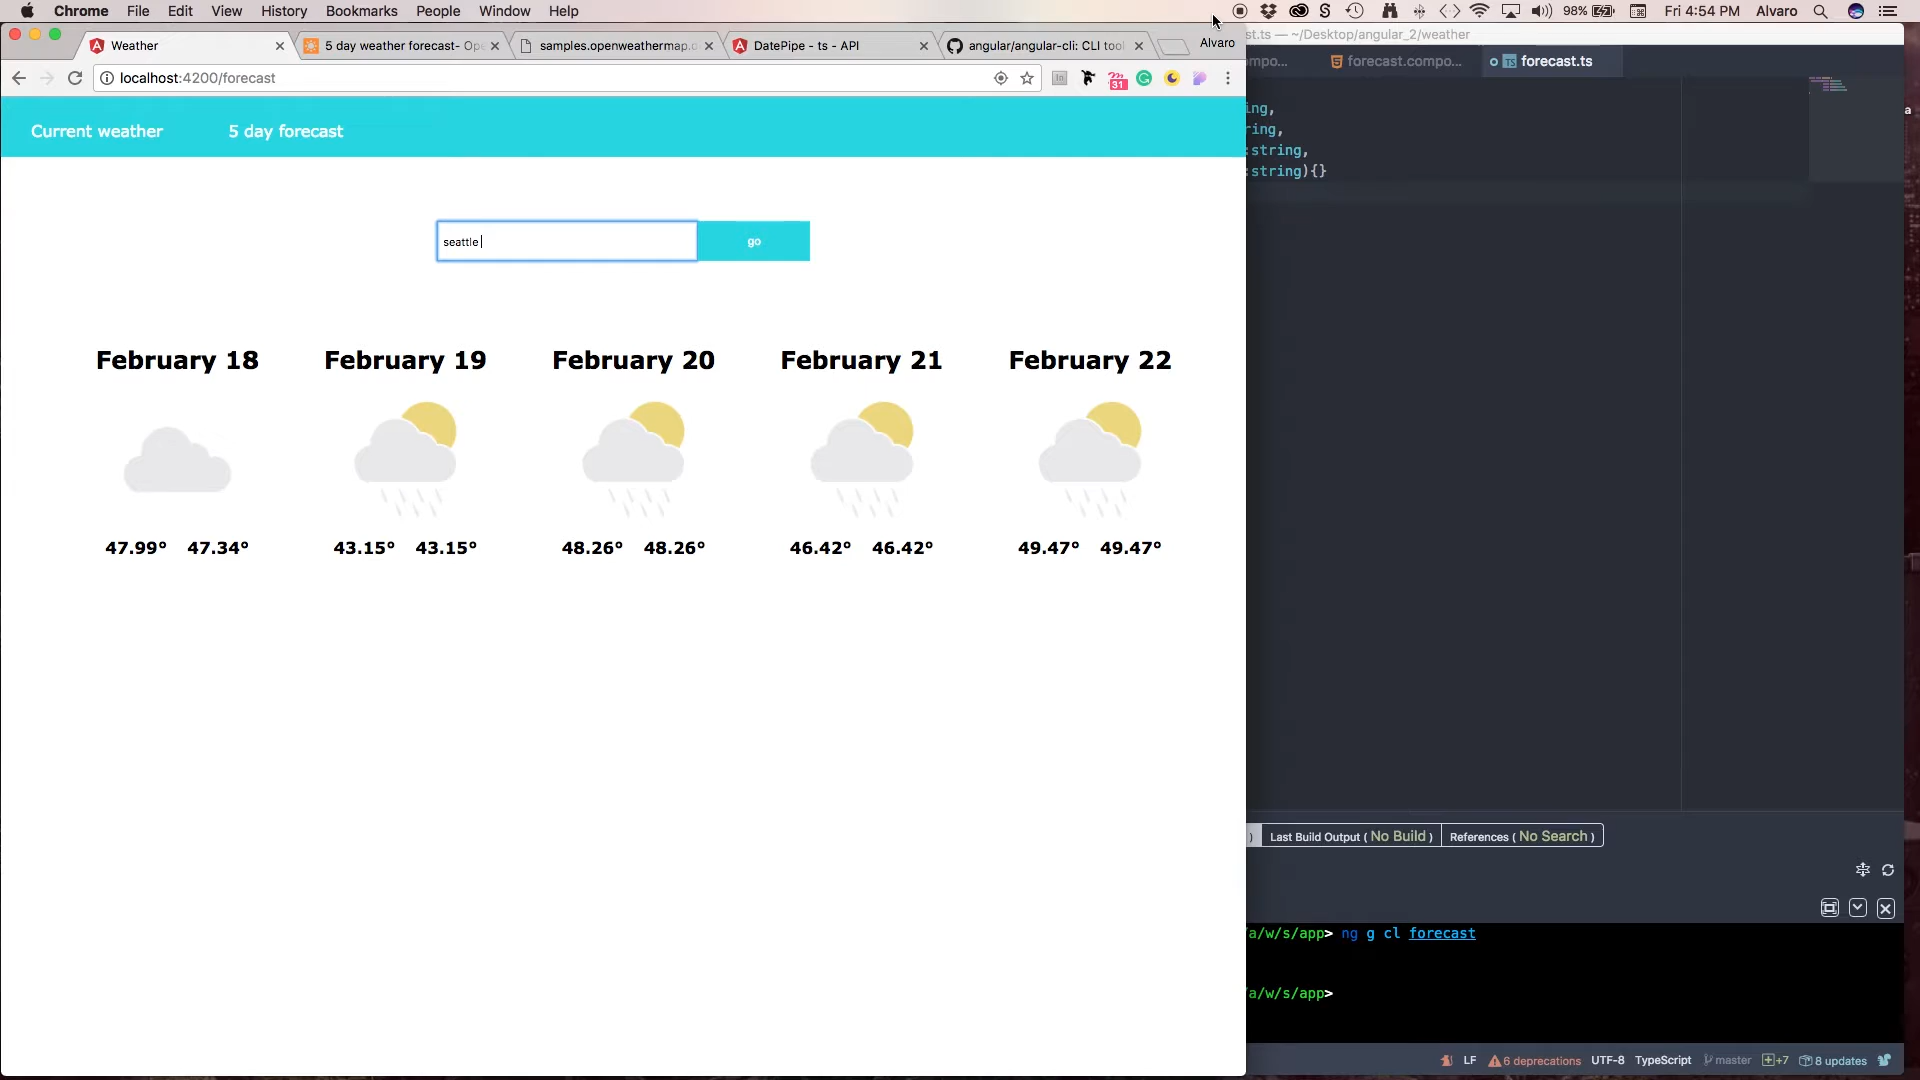 Chrome File Edit View History Bookmarks People Window Help 98% Fri 4:54 PM Alvaro
st.ts — ~/Desktop/angular_2/weather
Weather 5 day weather forecast- Op samples.openweathermap.o DatePipe - ts - API angular/angular-cli: CLI tool Alvaro
mpo... forecast.compo... TS forecast.ts
localhost:4200/forecast 31
Current weather 5 day forecast
ing,
ring,
:string,
:string){}
seattle go
February 18 February 19 February 20 February 21 February 22
47.99° 47.34° 43.15° 43.15° 48.26° 48.26° 46.42° 46.42° 49.47° 49.47°
) Last Build Output ( No Build ) References ( No Search )
a/w/s/app> ng g cl forecast
a/w/s/app>
LF 6 deprecations UTF-8 TypeScript master +7 8 updates